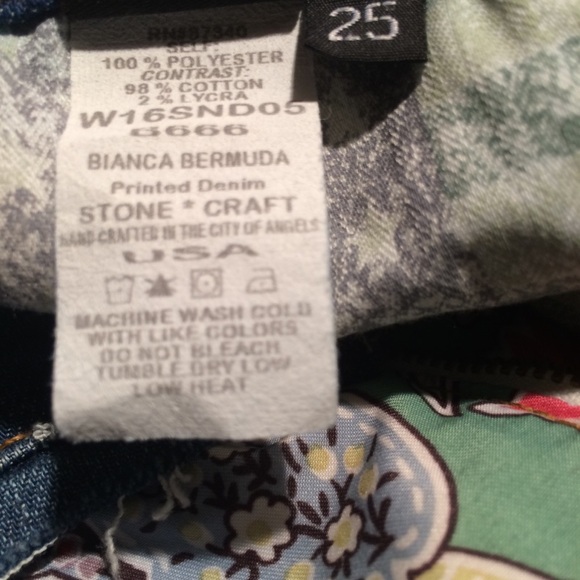 25
SELF:
100 % POLYESTER
CONTRAST:
98 % COTTON
2 % LYCRA
W16SND05
6666
BIANCA BERMUDA
Printed Denim
STONE * CRAFT
HAND CRAFTED IN THE CITY OF ANGELS
USA
MACHINE WASH COLD
WITH LIKE COLORS
DO NOT BLEACH
TUMBLE DRY LOW
LOW HEAT